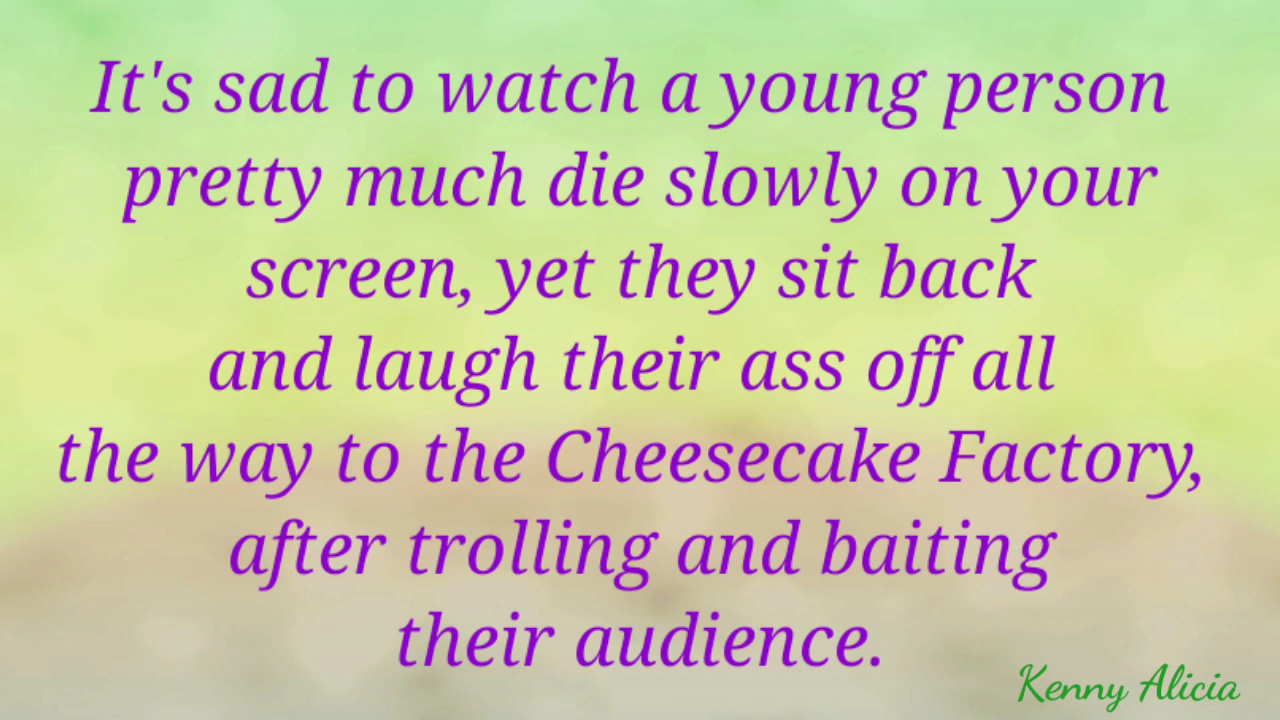 It's sad to watch a young person
pretty much die slowly on your
screen, yet they sit back
and laugh their ass off all
the way to the Cheesecake Factory,
after trolling and baiting
their audience.
Kenny Alicia